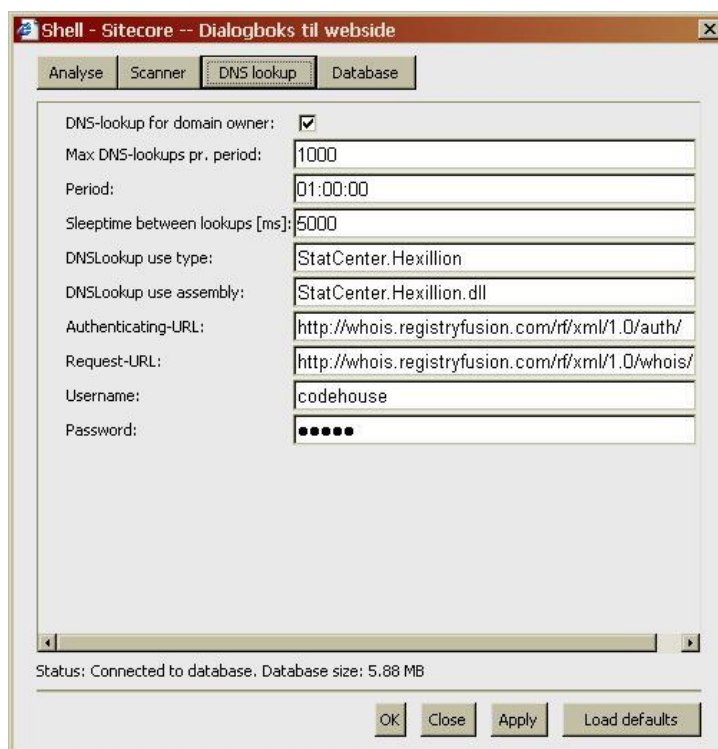 Shell - Sitecore -- Dialogboks til webside
Analyse Scanner DNS lookup Database
DNS-lookup for domain owner:
Max DNS-lookups pr. period: 1000
Period: 01:00:00
Sleeptime between lookups [ms]: 5000
DNSLookup use type: StatCenter.Hexillion
DNSLookup use assembly: StatCenter.Hexillion.dll
Authenticating-URL: http://whois.registryfusion.com/rf/xml/1.0/auth/
Request-URL: http://whois.registryfusion.com/rf/xml/1.0/whois/
Username: codehouse
Password: ●●●●●
Status: Connected to database. Database size: 5.88 MB
OK Close Apply Load defaults